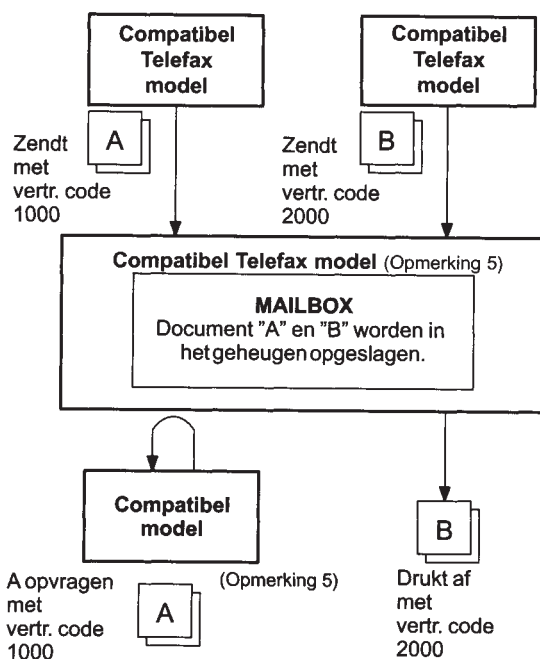 Compatibel
Telefax
model
Compatibel
Telefax
model
A
Zendt
met
vertr. code
1000
B
Zendt
met
vertr. code
2000
Compatibel Telefax model (Opmerking 5)
MAILBOX
Document "A" en "B" worden in
het geheugen opgeslagen.
Compatibel
model
(Opmerking 5)
A opvragen
met
vertr. code
1000
A
B
Drukt af
met
vertr. code
2000